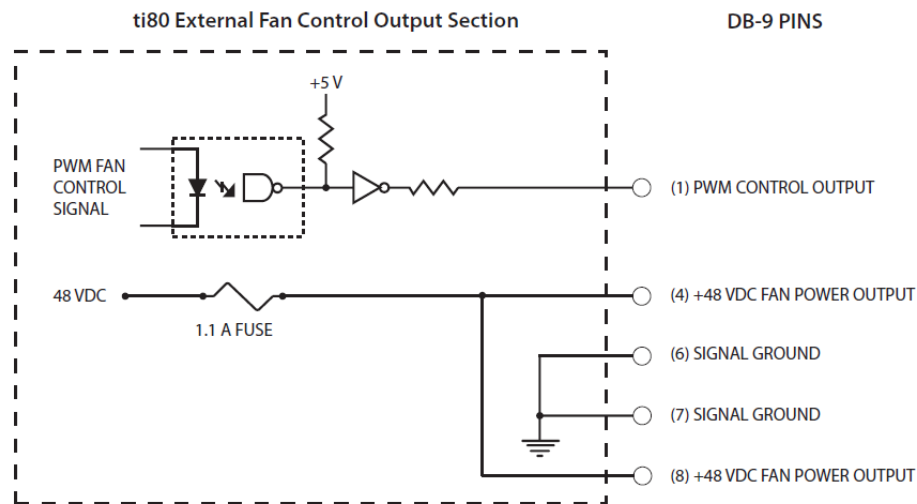 ti80 External Fan Control Output Section
DB-9 PINS
+5 V
PWM FAN
CONTROL
SIGNAL
(1) PWM CONTROL OUTPUT
48 VDC
1.1 A FUSE
(4) +48 VDC FAN POWER OUTPUT
(6) SIGNAL GROUND
(7) SIGNAL GROUND
(8) +48 VDC FAN POWER OUTPUT